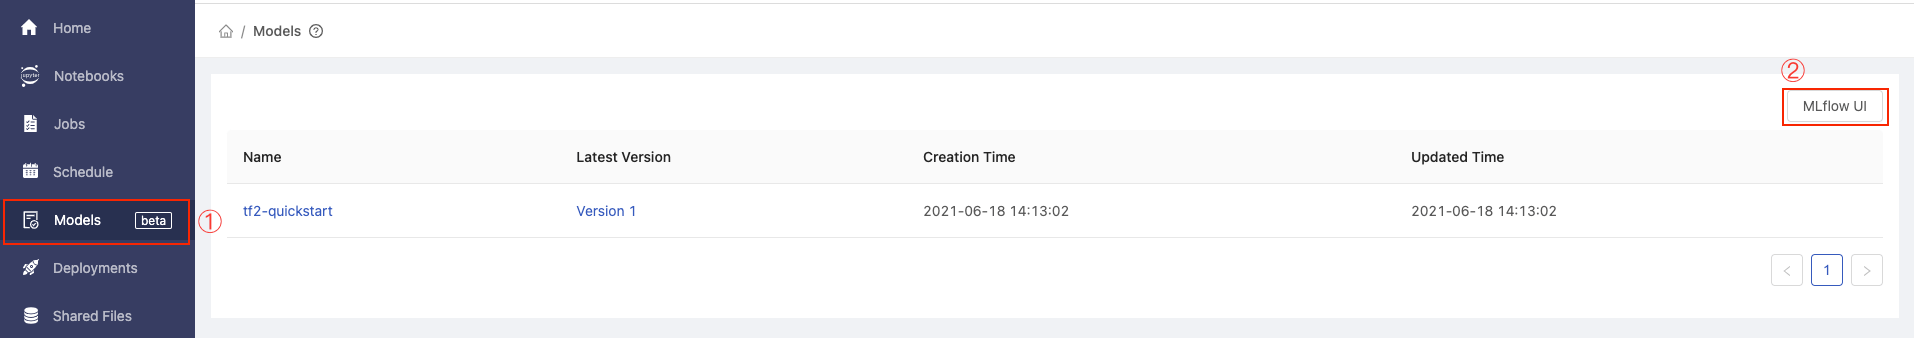 Home
Notebooks
Jobs
Schedule
Models beta
①
Deployments
Shared Files
/ Models ?
②
MLflow UI
Name Latest Version Creation Time Updated Time
tf2-quickstart Version 1 2021-06-18 14:13:02 2021-06-18 14:13:02
< 1 >